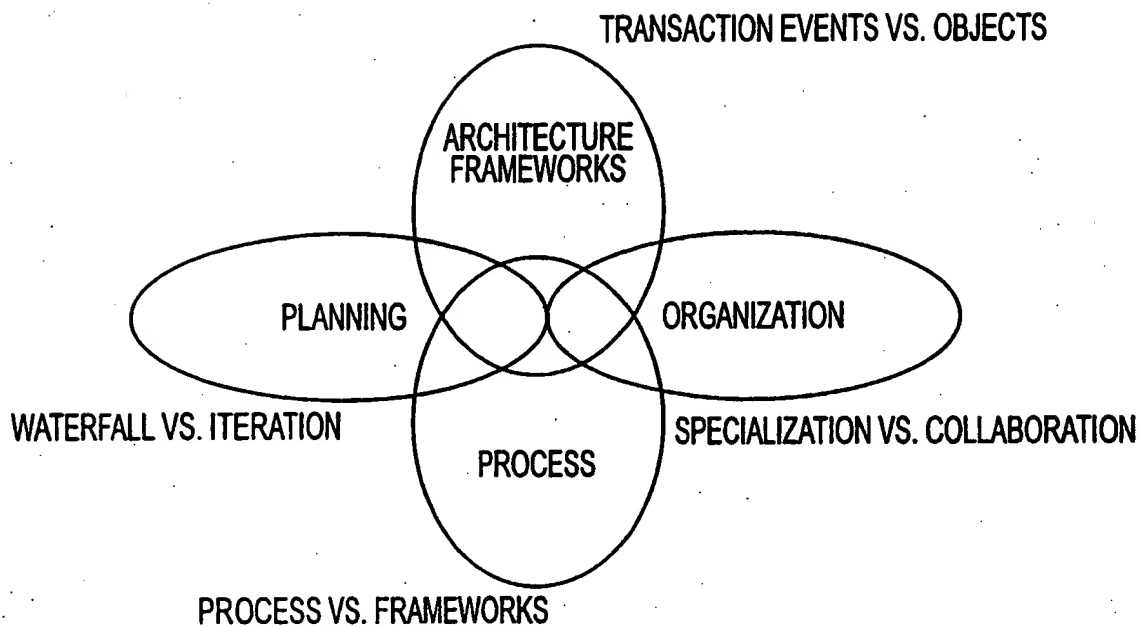 TRANSACTION EVENTS VS. OBJECTS
ARCHITECTURE
FRAMEWORKS
PLANNING
ORGANIZATION
WATERFALL VS. ITERATION
SPECIALIZATION VS. COLLABORATION
PROCESS
PROCESS VS. FRAMEWORKS